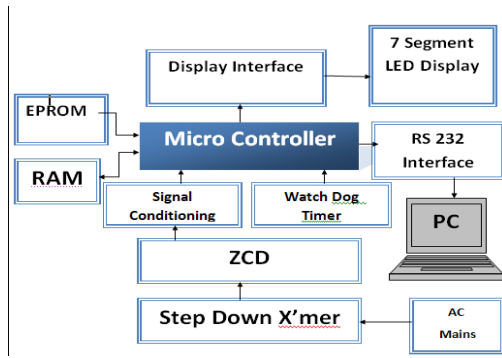 7 Segment
LED Display
Display Interface
EPROM
Micro Controller
RS 232
Interface
RAM
Signal
Conditioning
Watch Dog
Timer
PC
ZCD
Step Down X'mer
AC
Mains